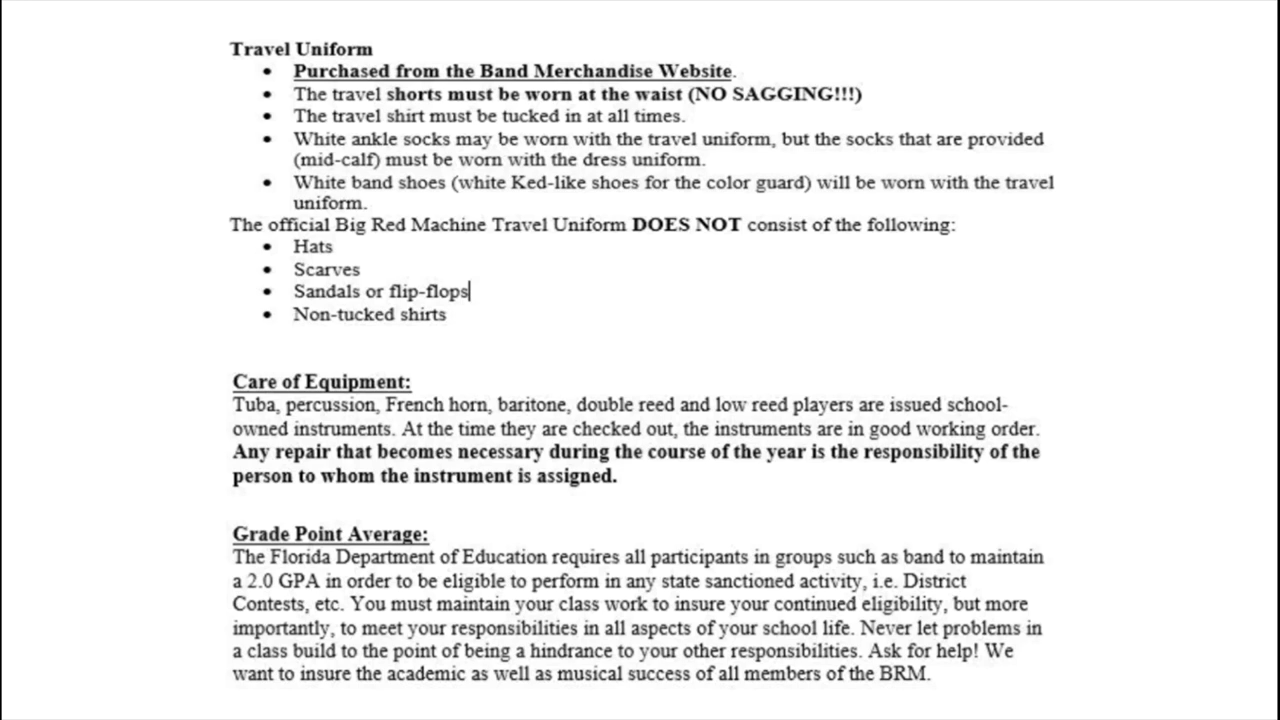 Travel Uniform
• Purchased from the Band Merchandise Website.
• The travel shorts must be worn at the waist (NO SAGGING!!!)
• The travel shirt must be tucked in at all times.
• White ankle socks may be worn with the travel uniform, but the socks that are provided
(mid-calf) must be worn with the dress uniform.
• White band shoes (white Ked-like shoes for the color guard) will be worn with the travel
uniform.
The official Big Red Machine Travel Uniform DOES NOT consist of the following:
• Hats
• Scarves
• Sandals or flip-flops
• Non-tucked shirts
Care of Equipment:
Tuba, percussion, French horn, baritone, double reed and low reed players are issued school-
owned instruments. At the time they are checked out, the instruments are in good working order.
Any repair that becomes necessary during the course of the year is the responsibility of the
person to whom the instrument is assigned.
Grade Point Average:
The Florida Department of Education requires all participants in groups such as band to maintain
a 2.0 GPA in order to be eligible to perform in any state sanctioned activity, i.e. District
Contests, etc. You must maintain your class work to insure your continued eligibility, but more
importantly, to meet your responsibilities in all aspects of your school life. Never let problems in
a class build to the point of being a hindrance to your other responsibilities. Ask for help! We
want to insure the academic as well as musical success of all members of the BRM.